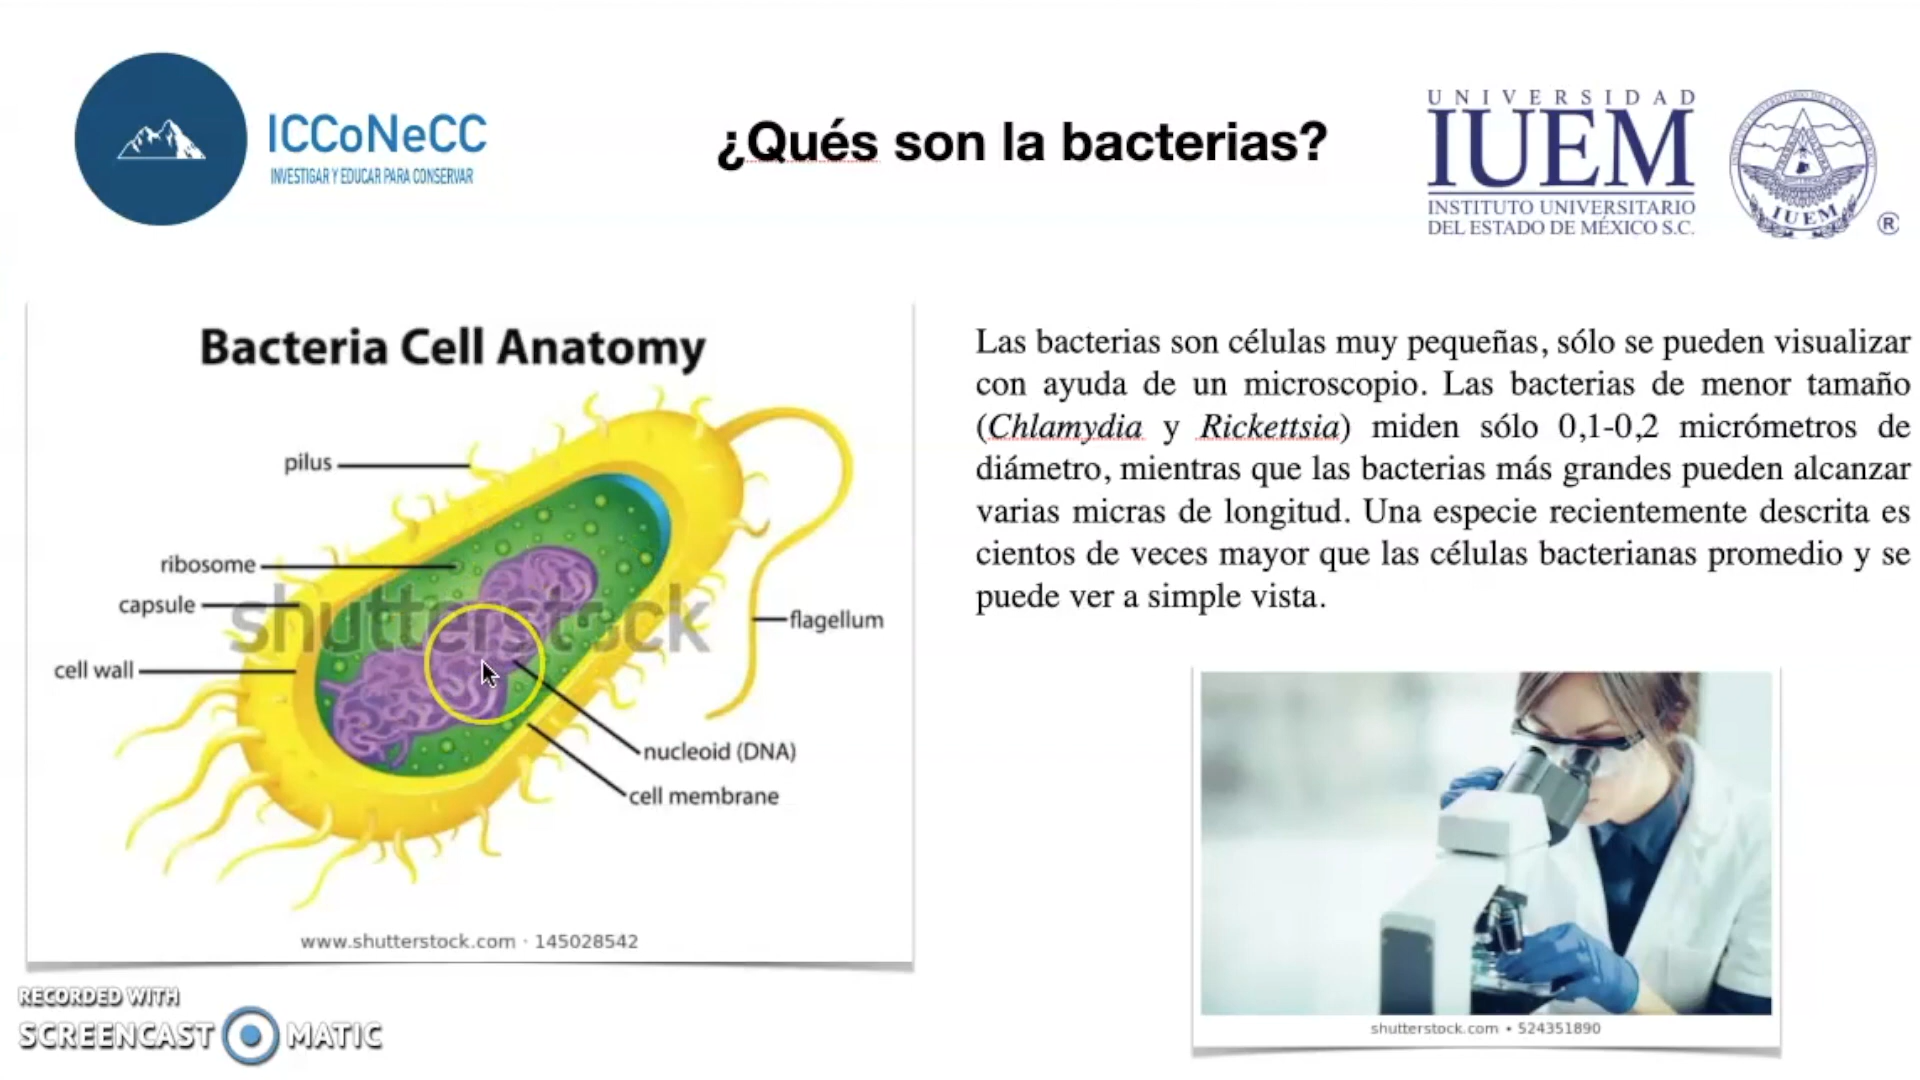 ICCoNeCC
INVESTIGAR Y EDUCAR PARA CONSERVAR
¿Qués son la bacterias?
UNIVERSIDAD
IUEM
INSTITUTO UNIVERSITARIO
DEL ESTADO DE MÉXICO S.C.
IUEM
®
Bacteria Cell Anatomy
pilus
ribosome
capsule
cell wall
shutterstock
flagellum
nucleoid (DNA)
cell membrane
www.shutterstock.com · 145028542
Las bacterias son células muy pequeñas, sólo se pueden visualizar
con ayuda de un microscopio. Las bacterias de menor tamaño
(Chlamydia y Rickettsia) miden sólo 0,1-0,2 micrómetros de
diámetro, mientras que las bacterias más grandes pueden alcanzar
varias micras de longitud. Una especie recientemente descrita es
cientos de veces mayor que las células bacterianas promedio y se
puede ver a simple vista.
shutterstock.com • 524351890
RECORDED WITH
SCREENCAST MATIC